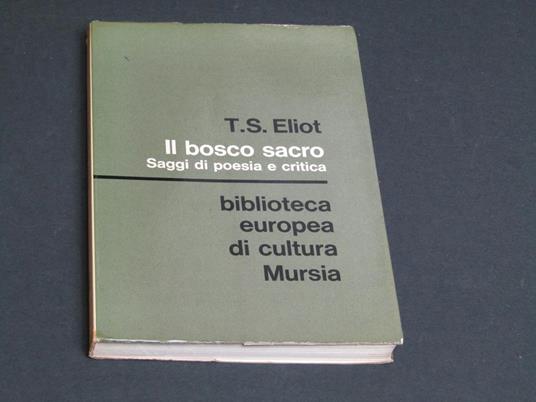 T.S. Eliot
Il bosco sacro
Saggi di poesia e critica
biblioteca
europea
di cultura
Mursia